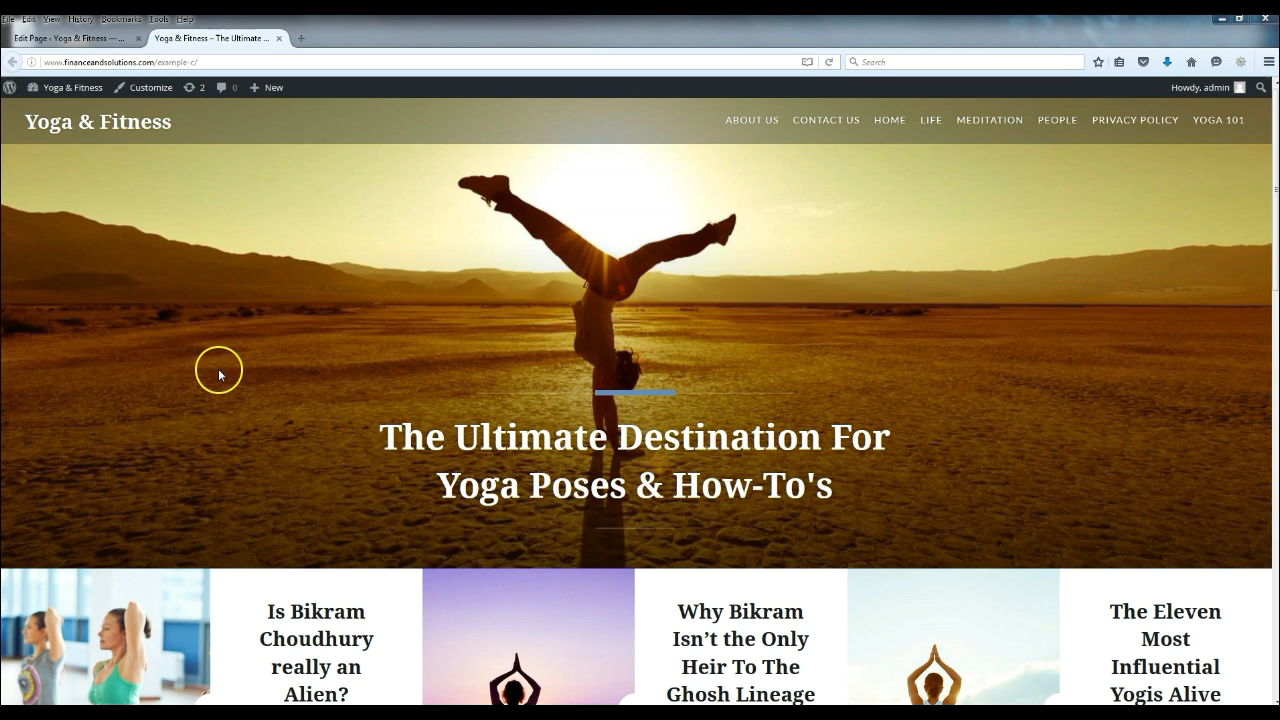 File Edit View History Bookmarks Tools Help
Edit Page ‹ Yoga & Fitness — ...
Yoga & Fitness – The Ultimate ...
www.financeandsolutions.com/example-c/
Search
Yoga & Fitness Customize 2 0 New Howdy, admin
Yoga & Fitness
ABOUT US CONTACT US HOME LIFE MEDITATION PEOPLE PRIVACY POLICY YOGA 101
The Ultimate Destination For
Yoga Poses & How-To's
Is Bikram
Choudhury
really an
Alien?
Why Bikram
Isn’t the Only
Heir To The
Ghosh Lineage
The Eleven
Most
Influential
Yogis Alive